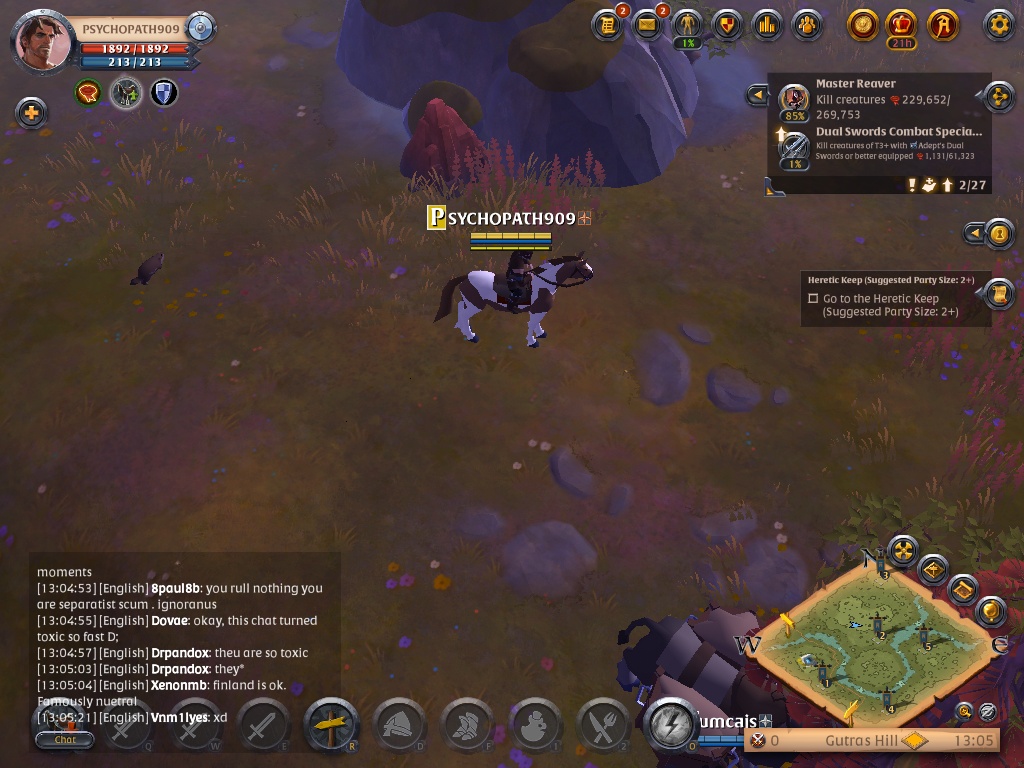 PSYCHOPATH909
1892 / 1892
213 / 213
2
2
1%
21h
Master Reaver
Kill creatures 229,652/
269,753
85%
Dual Swords Combat Specia...
Kill creatures of T3+ with Adept's Dual
Swords or better equipped 1,131/61,323
1%
2/27
PSYCHOPATH909
Heretic Keep (Suggested Party Size: 2+)
Go to the Heretic Keep
(Suggested Party Size: 2+)
moments
[13:04:53] [English] 8paul8b: you rull nothing you
are separatist scum . ignoranus
[13:04:55] [English] Dovae: okay, this chat turned
toxic so fast D;
[13:04:57] [English] Drpandox: theu are so toxic
[13:05:03] [English] Drpandox: they*
[13:05:04] [English] Xenonmb: finland is ok.
Famously nuetral
[13:05:21] [English] Vnm1lyes: xd
Chat
Q
W
E
R
D
F
1
2
O
umcajs
N
W
E
3
2
5
1
4
0
Gutras Hill
13:05